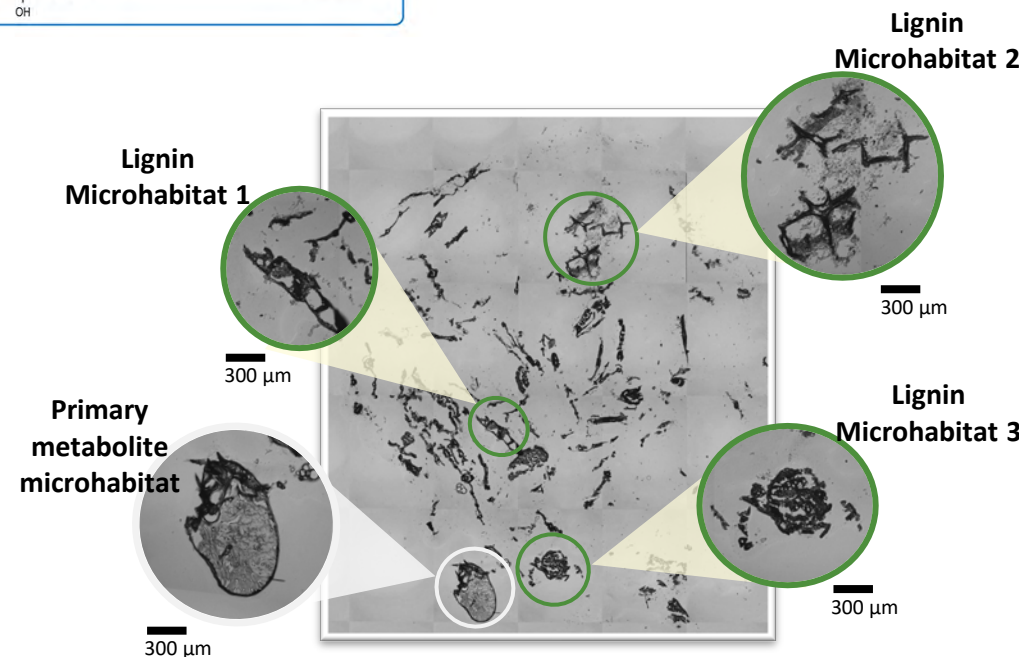 OH
Lignin
Microhabitat 2
300 µm
Lignin
Microhabitat 1
300 µm
Primary
metabolite
microhabitat
300 µm
Lignin
Microhabitat 3
300 µm